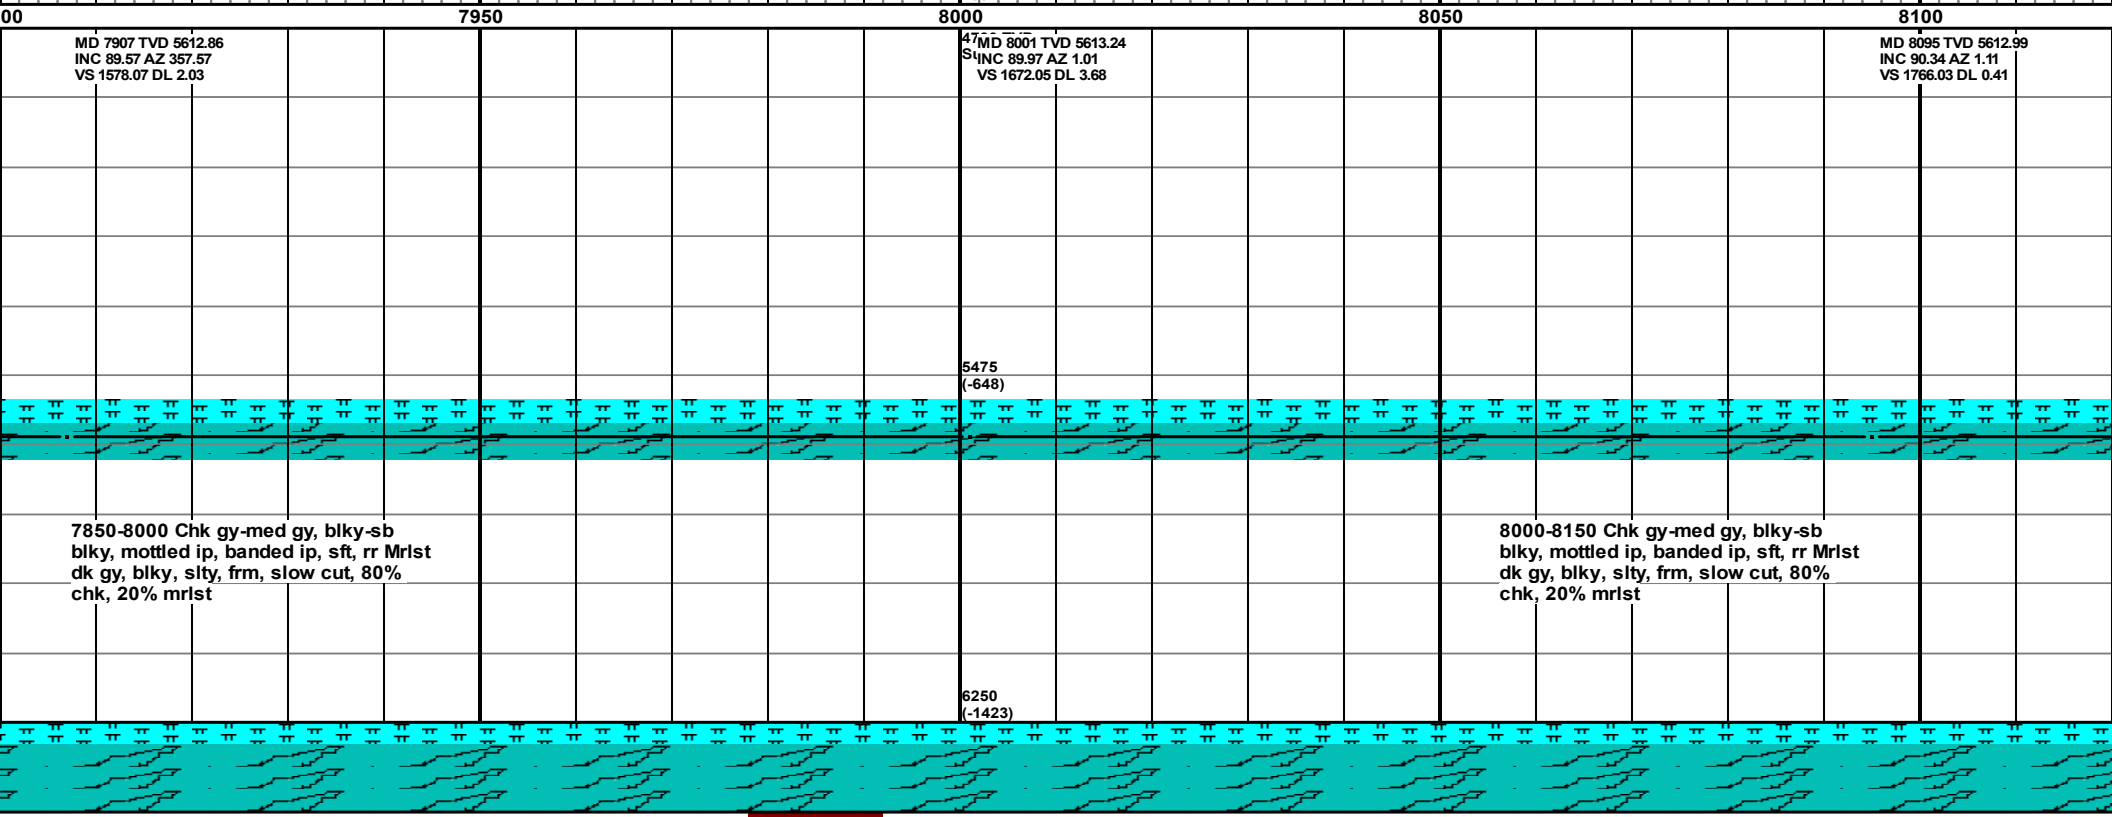 00 7950 8000 8050 8100
MD 7907 TVD 5612.86
INC 89.57 AZ 357.57
VS 1578.07 DL 2.03
MD 8001 TVD 5613.24
INC 89.97 AZ 1.01
VS 1672.05 DL 3.68
MD 8095 TVD 5612.99
INC 90.34 AZ 1.11
VS 1766.03 DL 0.41
5475
(-648)
7850-8000 Chk gy-med gy, blky-sb
blky, mottled ip, banded ip, sft, rr Mrlst
dk gy, blky, slty, frm, slow cut, 80%
chk, 20% mrlst
8000-8150 Chk gy-med gy, blky-sb
blky, mottled ip, banded ip, sft, rr Mrlst
dk gy, blky, slty, frm, slow cut, 80%
chk, 20% mrlst
6250
(-1423)